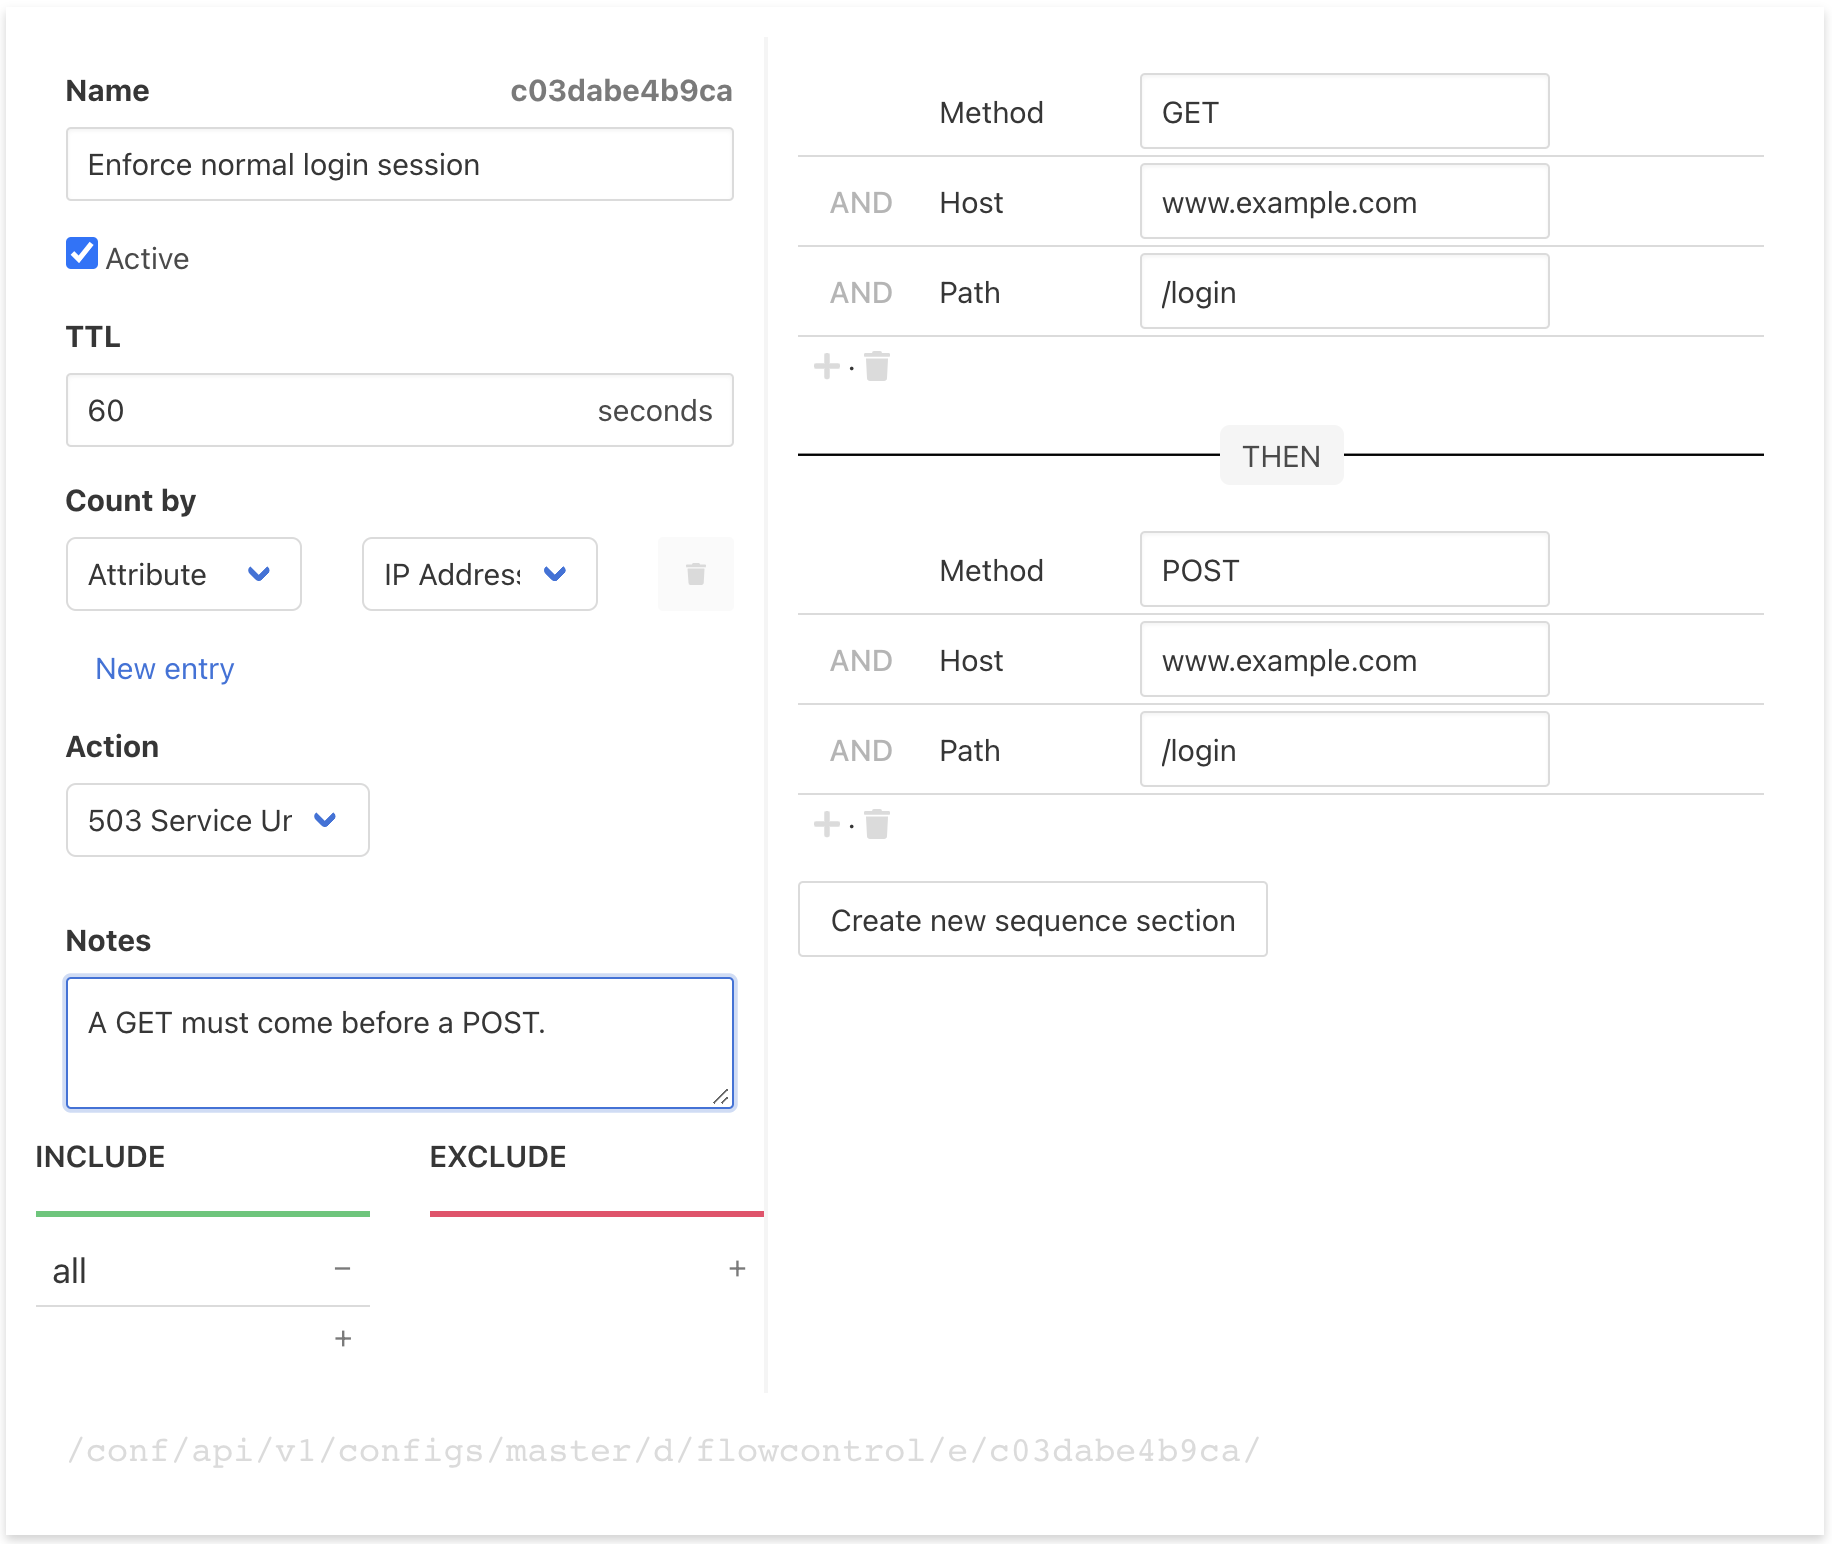 Name c03dabe4b9ca
Enforce normal login session
Active
TTL
60 seconds
Count by
Attribute IP Address
New entry
Action
503 Service Ur
Notes
A GET must come before a POST.
INCLUDE EXCLUDE
all −
+
+
Method GET
AND Host www.example.com
AND Path /login
THEN
Method POST
AND Host www.example.com
AND Path /login
Create new sequence section
/conf/api/v1/configs/master/d/flowcontrol/e/c03dabe4b9ca/